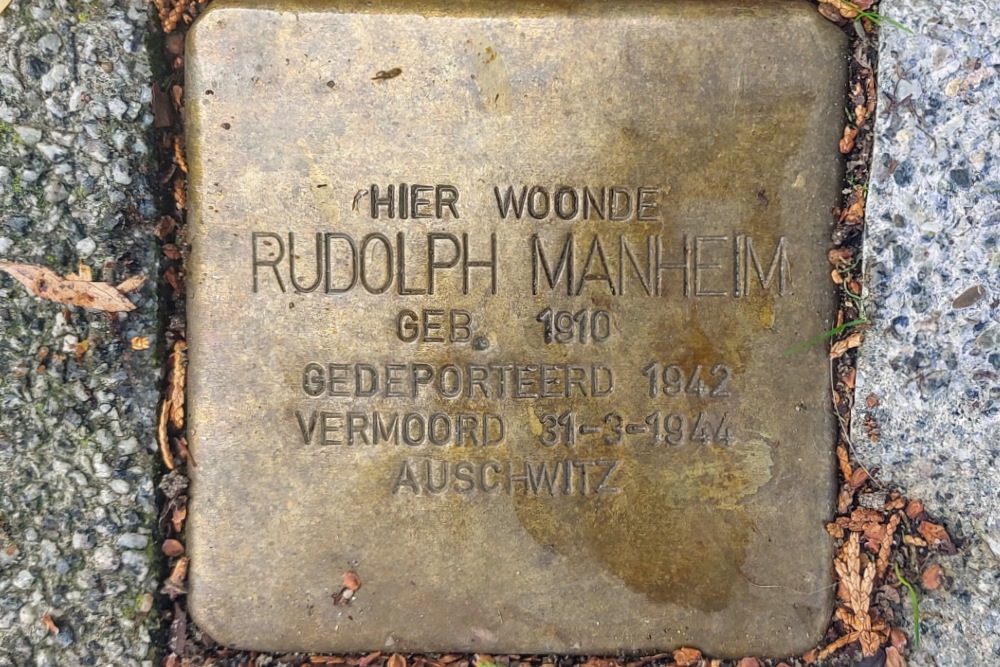 HIER WOONDE
RUDOLPH MANHEIM
GEB. 1910
GEDEPORTEERD 1942
VERMOORD 31-3-1944
AUSCHWITZ